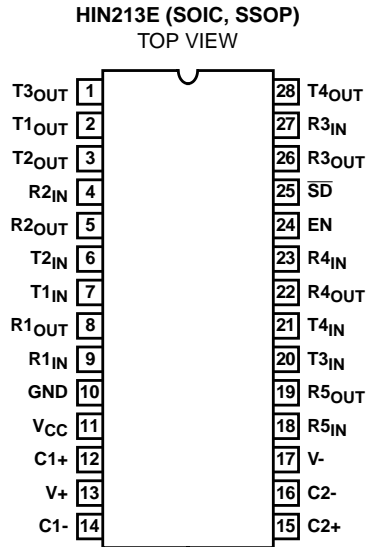 HIN213E (SOIC, SSOP)
TOP VIEW
T3OUT 1 28 T4OUT
T1OUT 2 27 R3IN
T2OUT 3 26 R3OUT
R2IN 4 25 S̅D̅
R2OUT 5 24 EN
T2IN 6 23 R4IN
T1IN 7 22 R4OUT
R1OUT 8 21 T4IN
R1IN 9 20 T3IN
GND 10 19 R5OUT
VCC 11 18 R5IN
C1+ 12 17 V-
V+ 13 16 C2-
C1- 14 15 C2+